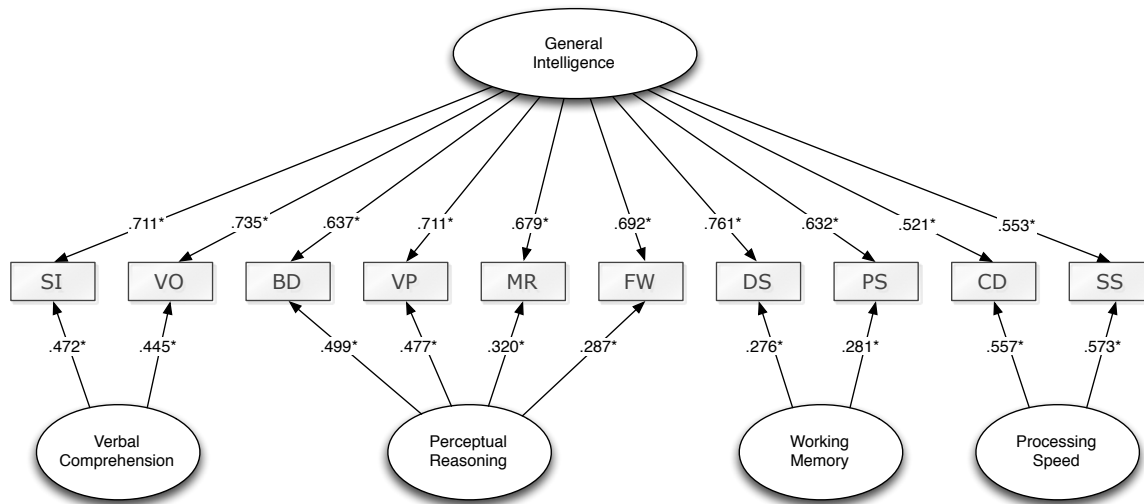 General
Intelligence
.711* .735* .637* .711* .679* .692* .761* .632* .521* .553*
SI VO BD VP MR FW DS PS CD SS
.472* .445* .499* .477* .320* .287* .276* .281* .557* .573*
Verbal
Comprehension
Perceptual
Reasoning
Working
Memory
Processing
Speed